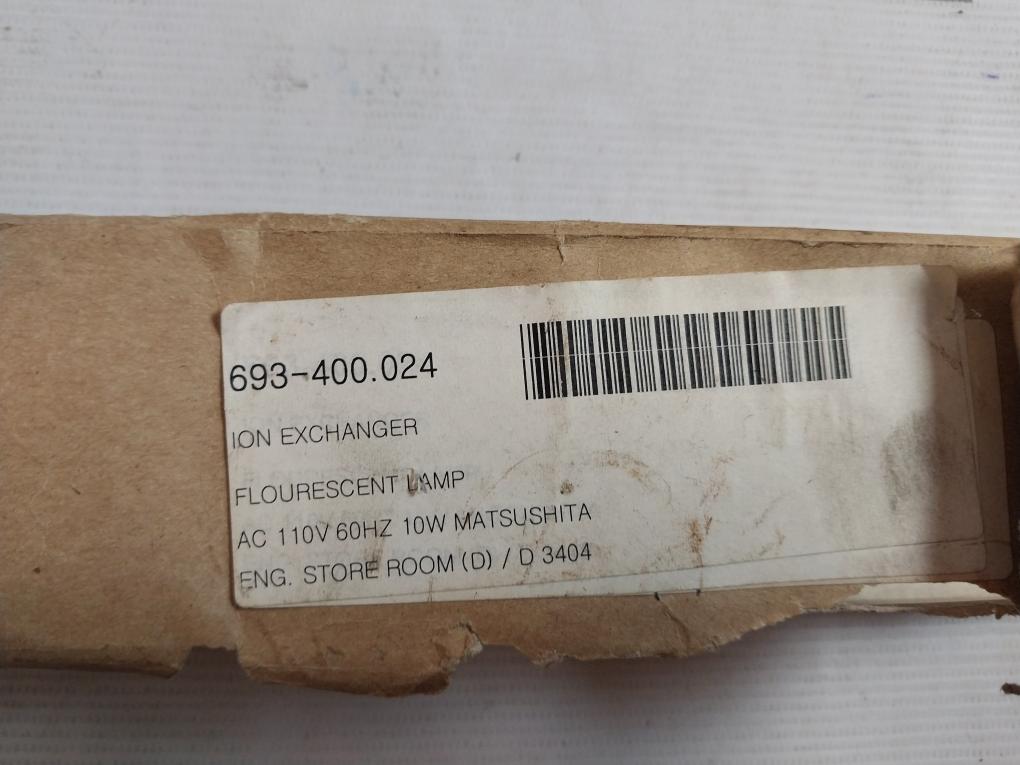 693-400.024
ION EXCHANGER
FLOURESCENT LAMP
AC 110V 60HZ 10W MATSUSHITA
ENG. STORE ROOM (D) / D 3404